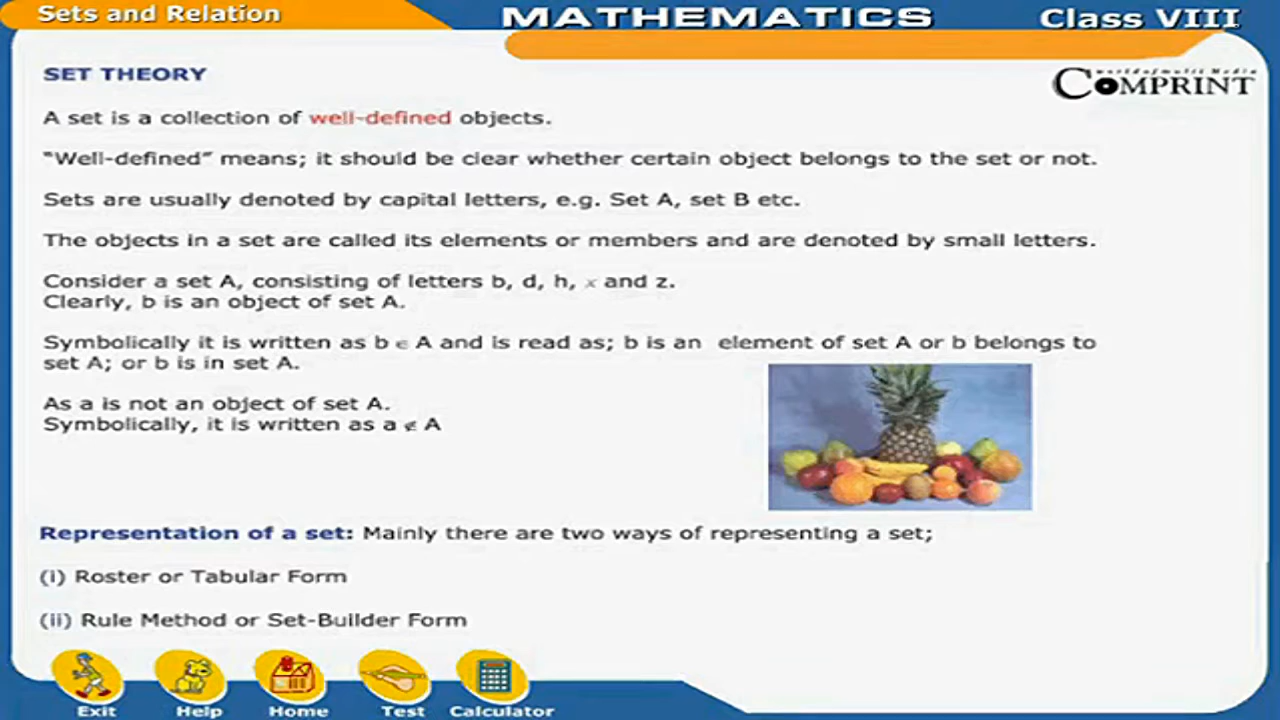 Sets and Relation
MATHEMATICS
Class VIII
SET THEORY
world of multi Media
COMPRINT
A set is a collection of well-defined objects.
“Well-defined” means; it should be clear whether certain object belongs to the set or not.
Sets are usually denoted by capital letters, e.g. Set A, set B etc.
The objects in a set are called its elements or members and are denoted by small letters.
Consider a set A, consisting of letters b, d, h, x and z.
Clearly, b is an object of set A.
Symbolically it is written as b ∈ A and is read as; b is an element of set A or b belongs to
set A; or b is in set A.
As a is not an object of set A.
Symbolically, it is written as a ∉ A
Representation of a set: Mainly there are two ways of representing a set;
(i) Roster or Tabular Form
(ii) Rule Method or Set-Builder Form
Exit
Help
Home
Test
Calculator